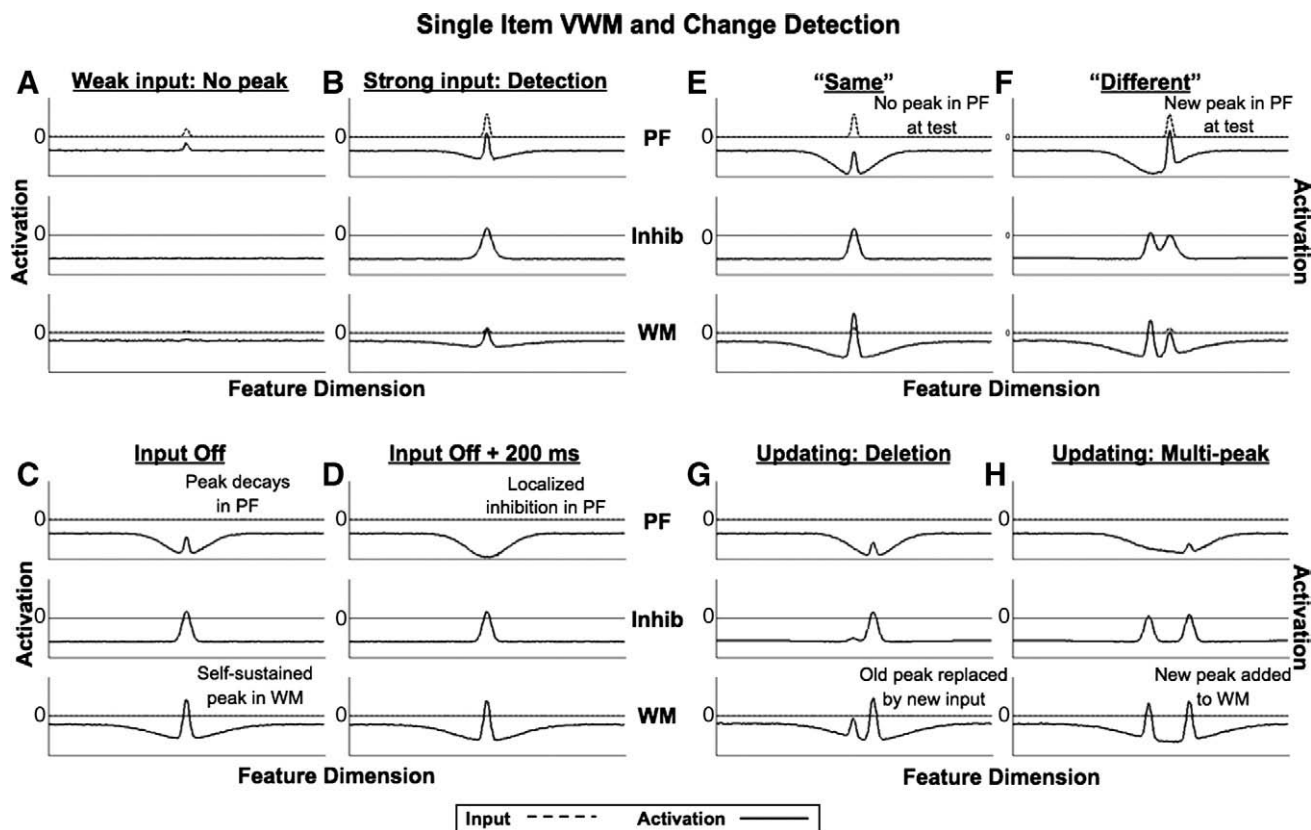 Single Item VWM and Change Detection
A Weak input: No peak
B Strong input: Detection
E "Same"
F "Different"
No peak in PF
at test
New peak in PF
at test
0
0
PF
0
0
Activation
0
0
Inhib
0
0
Activation
0
0
WM
0
0
Feature Dimension
Feature Dimension
C Input Off
D Input Off + 200 ms
G Updating: Deletion
H Updating: Multi-peak
Peak decays
in PF
Localized
inhibition in PF
0
0
PF
0
0
Activation
0
0
Inhib
0
0
Activation
Self-sustained
peak in WM
Old peak replaced
by new input
New peak added
to WM
0
0
WM
0
0
Feature Dimension
Feature Dimension
Input Activation